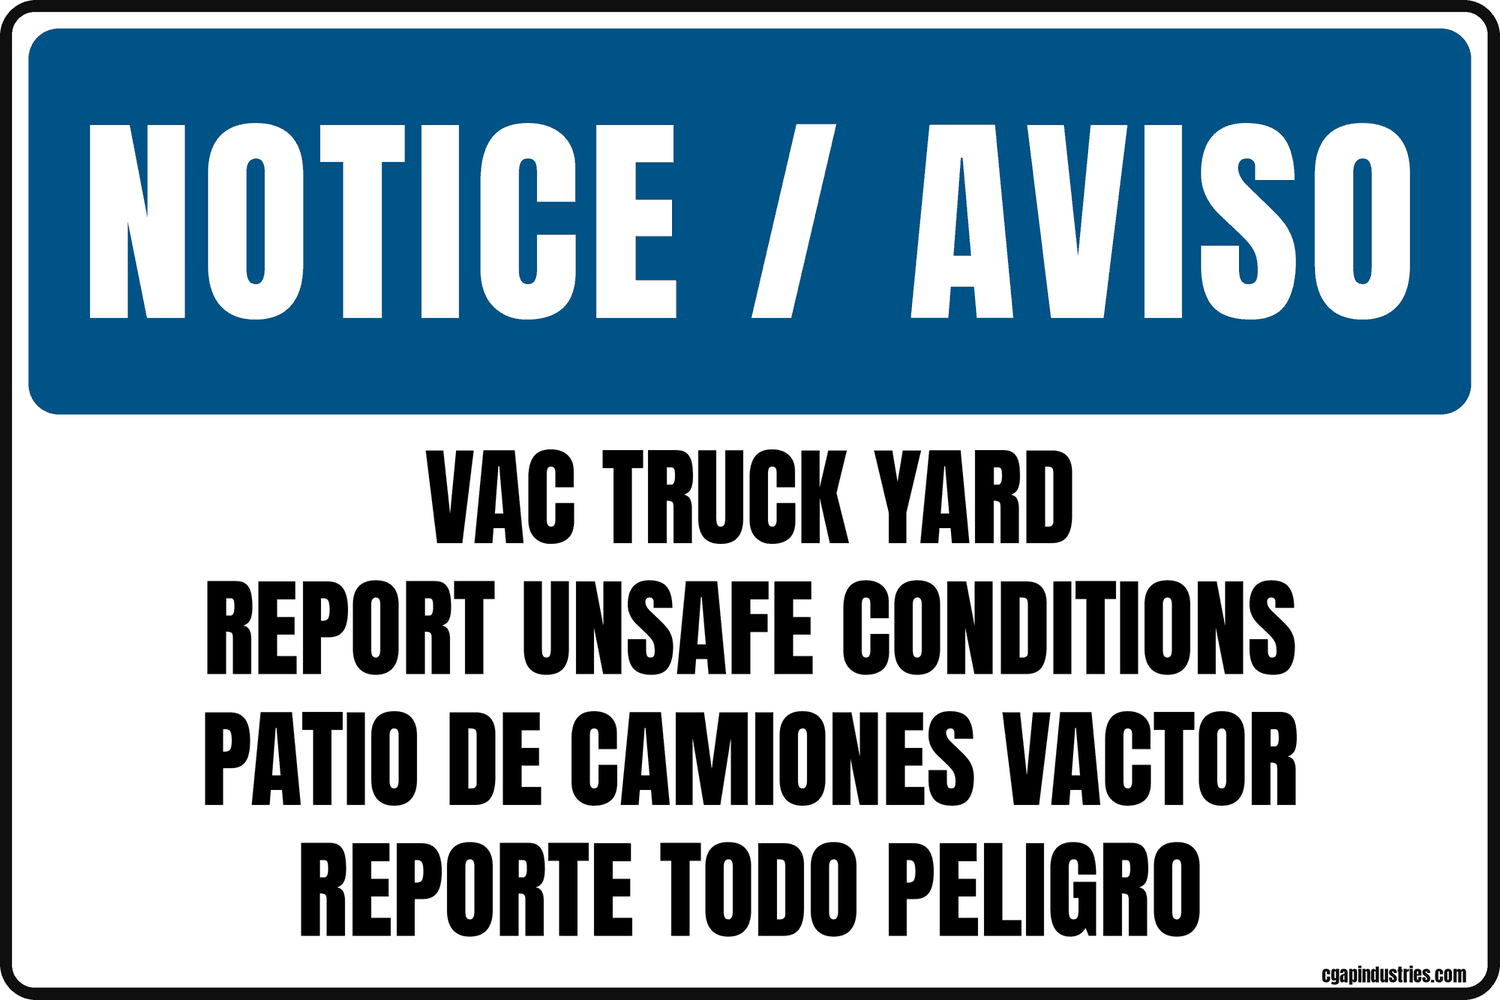 NOTICE / AVISO
VAC TRUCK YARD
REPORT UNSAFE CONDITIONS
PATIO DE CAMIONES VACTOR
REPORTE TODO PELIGRO
cgapindustries.com